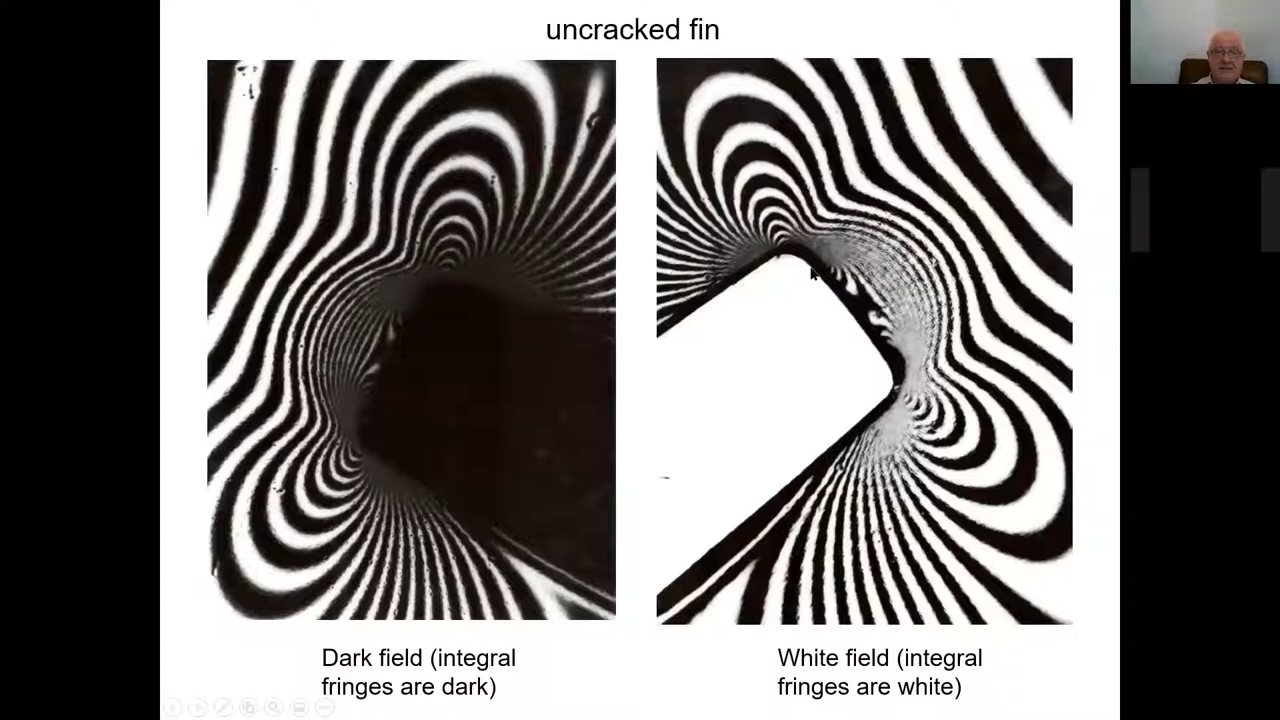 uncracked fin
Dark field (integral
fringes are dark)
White field (integral
fringes are white)